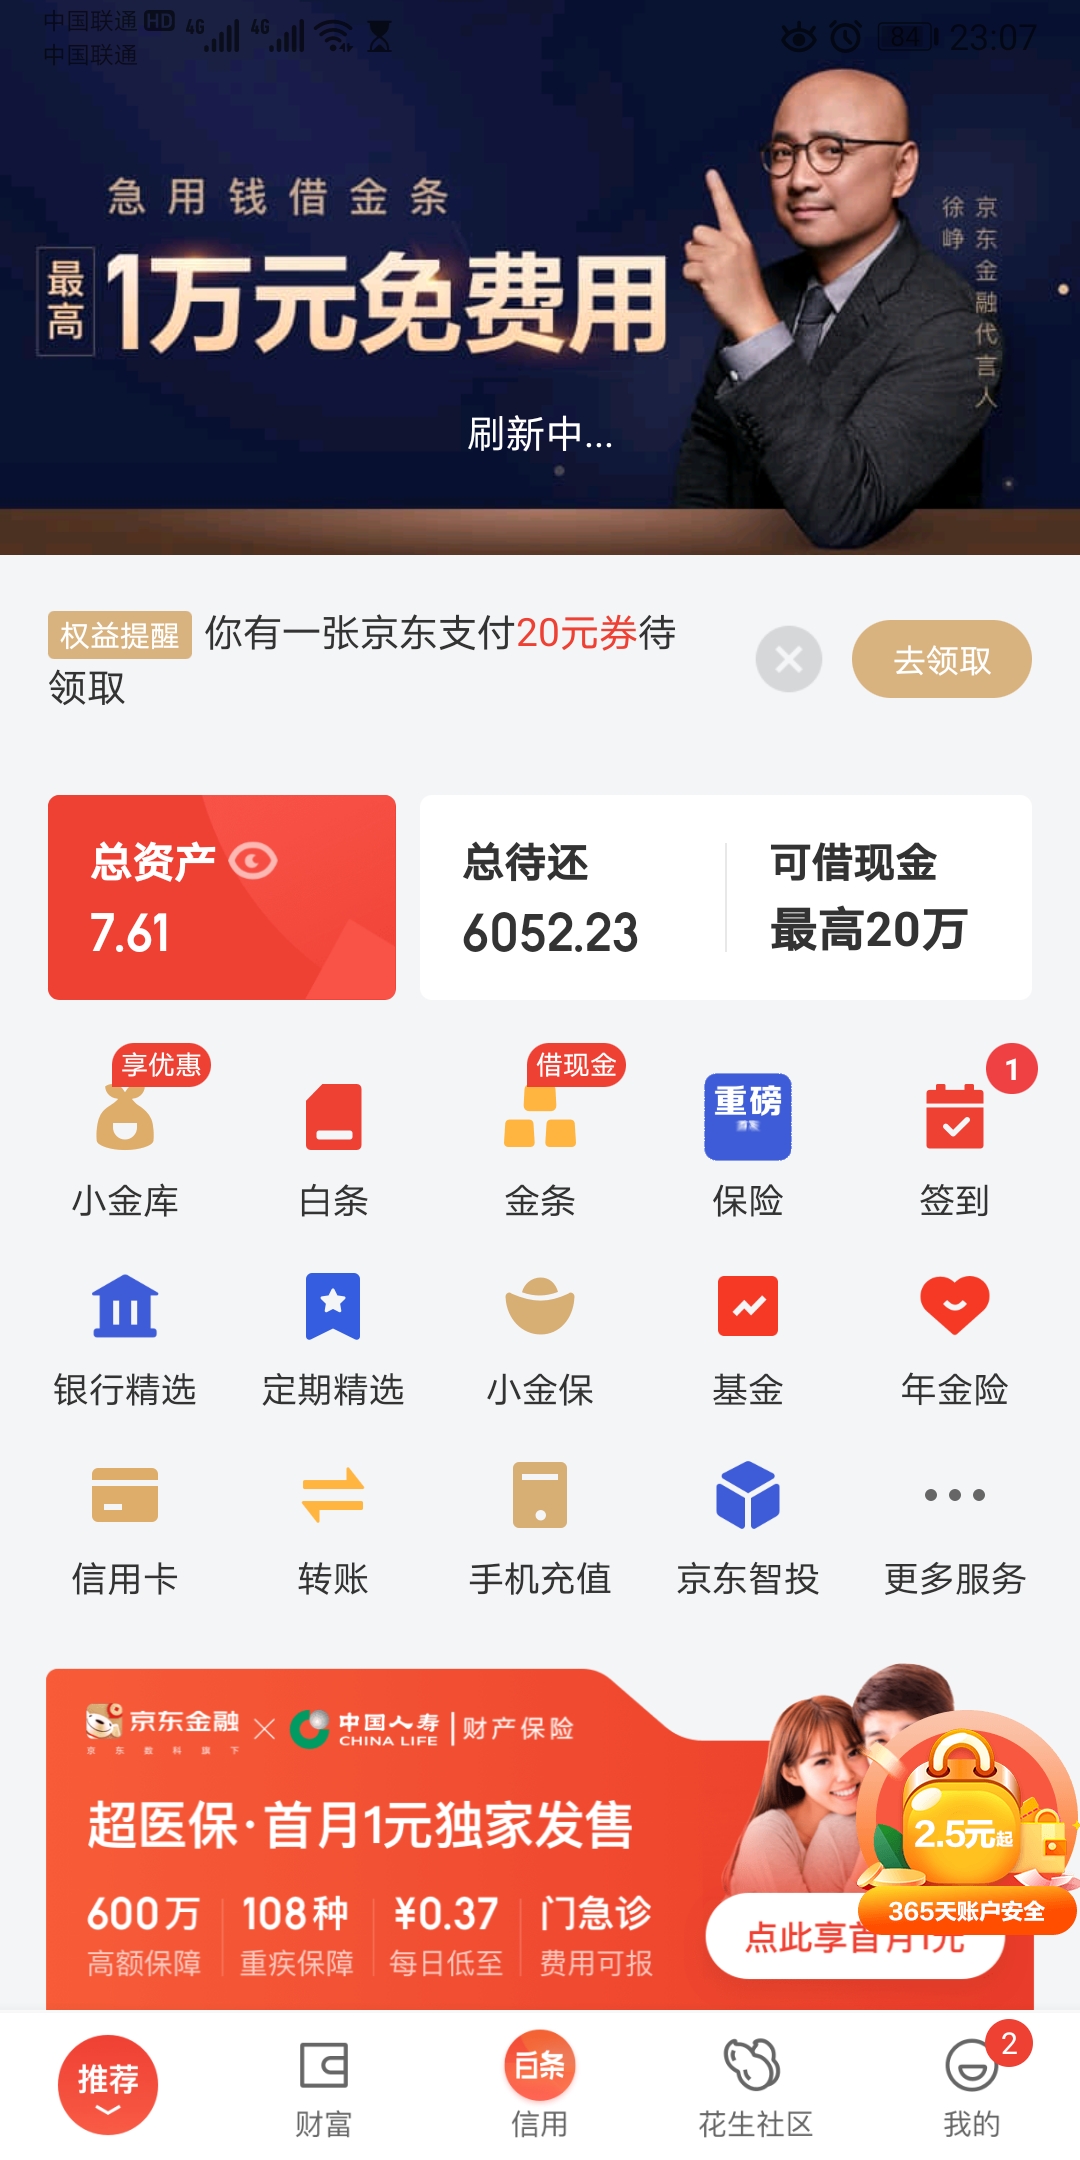 中国联通 HD 4G 4G
中国联通
84 23:07
急用钱借金条
最高 1万元免费用
徐峥
京东金融代言人
刷新中...
权益提醒 你有一张京东支付20元券待
领取
去领取
总资产
7.61
总待还
6052.23
可借现金
最高20万
享优惠
借现金
重磅
1
小金库 白条 金条 保险 签到
银行精选 定期精选 小金保 基金 年金险
信用卡 转账 手机充值 京东智投 更多服务
京东金融 × 中国人寿 CHINA LIFE | 财产保险
京东数科旗下
超医保·首月1元独家发售
600万 108种 ¥0.37 门急诊
高额保障 重疾保障 每日低至 费用可报
点此享首月1元
2.5元起
365天账户安全
推荐
财富
白条
信用
花生社区
2
我的